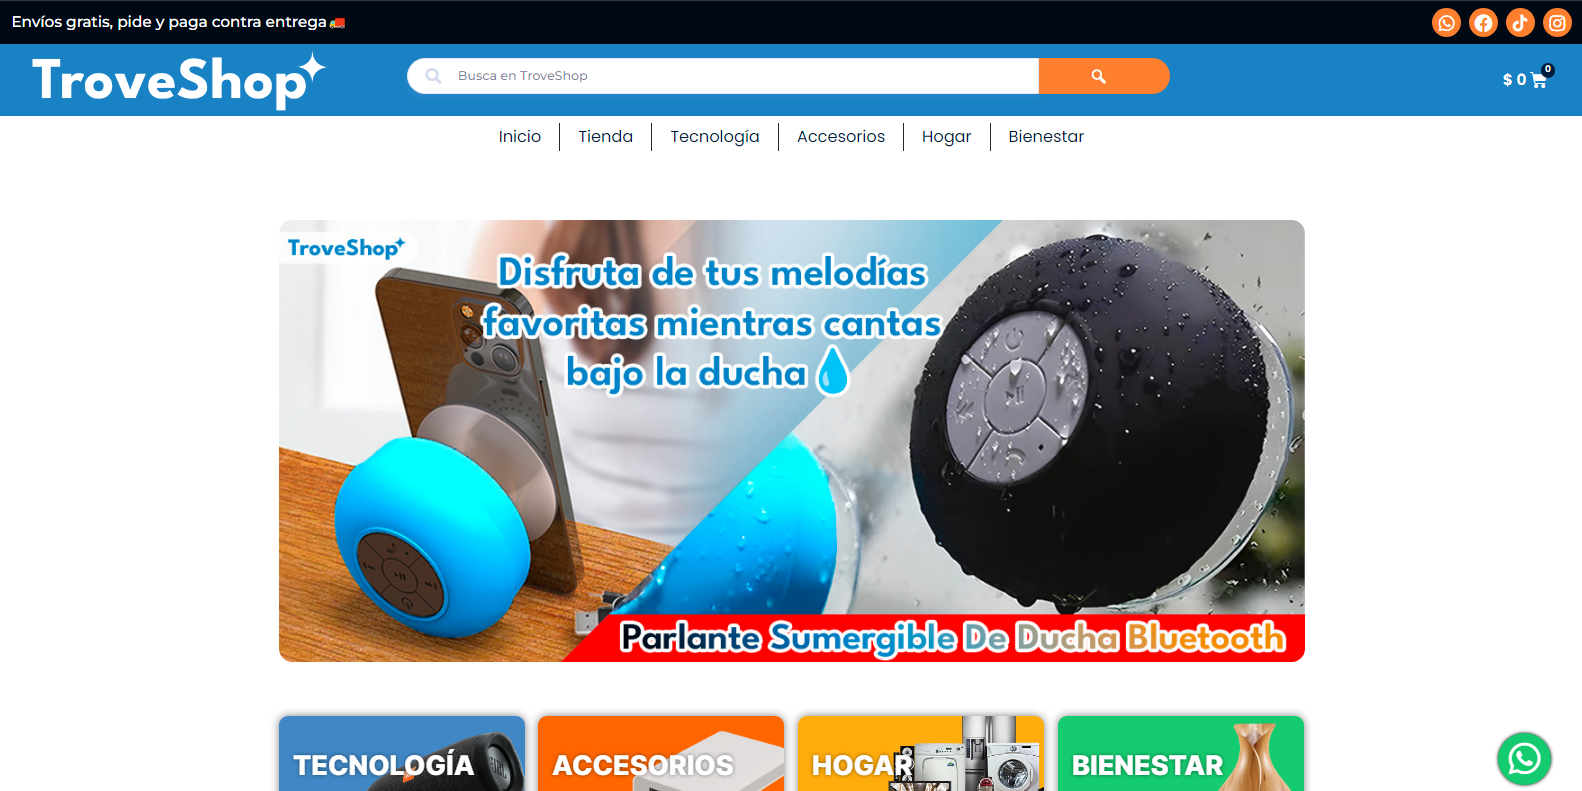 Envíos gratis, pide y paga contra entrega🚚
TroveShop
Busca en TroveShop
$ 0
0
Inicio
Tienda
Tecnología
Accesorios
Hogar
Bienestar
TroveShop
Disfruta de tus melodías
favoritas mientras cantas
bajo la ducha💧
Parlante Sumergible De Ducha Bluetooth
TECNOLOGÍA
JBL
ACCESORIOS
HOGAR
BIENESTAR